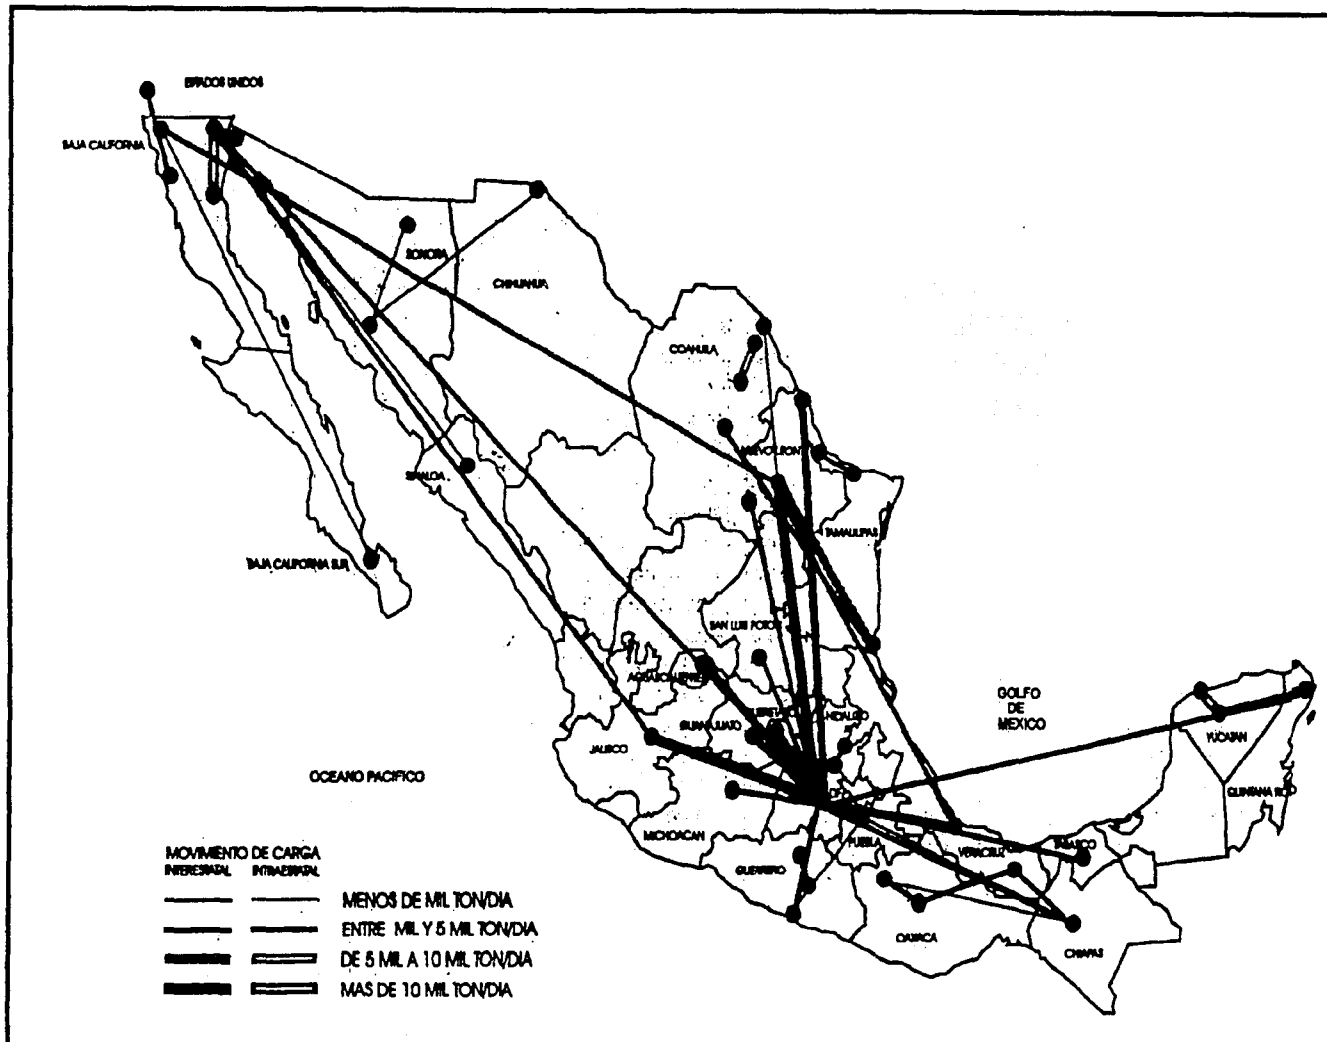 ESTADOS UNIDOS
BAJA CALIFORNIA
SONORA
CHIHUAHUA
COAHUILA
NUEVO LEON
SINALOA
TAMAULIPAS
BAJA CALIFORNIA SUR
SAN LUIS POTOSI
AGUASCALIENTES
GOLFO
DE
MEXICO
GUANAJUATO
QUERETARO
HIDALGO
JALISCO
YUCATAN
OCEANO PACIFICO
QUINTANA ROO
MICHOACAN
PUEBLA
VERACRUZ
TABASCO
GUERRERO
OAXACA
CHIAPAS
MOVIMIENTO DE CARGA
INTERESTATAL INTRAESTATAL
MENOS DE MIL TON/DIA
ENTRE MIL Y 5 MIL TON/DIA
DE 5 MIL A 10 MIL TON/DIA
MAS DE 10 MIL TON/DIA